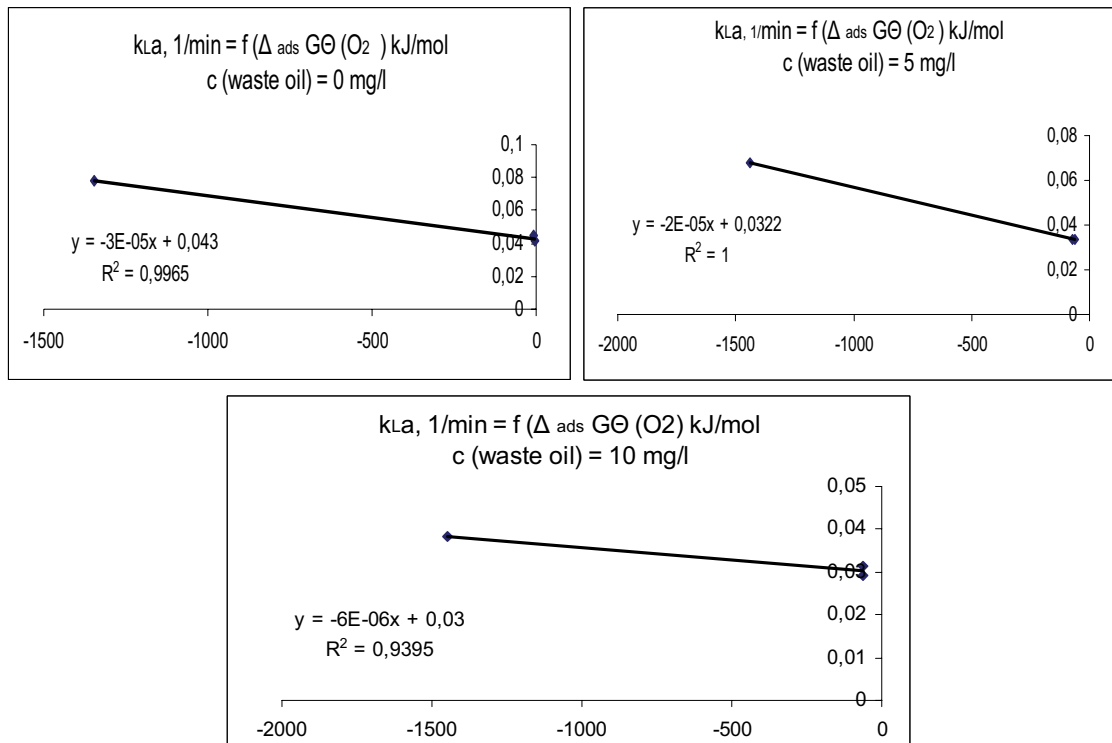 kLa, 1/min = f (Δ ads GΘ (O2 ) kJ/mol
c (waste oil) = 0 mg/l
0,1
0,08
0,06
0,04
0,02
0
y = -3E-05x + 0,043
R² = 0,9965
-1500 -1000 -500 0
kLa, 1/min = f (Δ ads GΘ (O2 ) kJ/mol
c (waste oil) = 5 mg/l
0,08
0,06
0,04
0,02
0
y = -2E-05x + 0,0322
R² = 1
-2000 -1500 -1000 -500 0
kLa, 1/min = f (Δ ads GΘ (O2) kJ/mol
c (waste oil) = 10 mg/l
0,05
0,04
0,03
0,02
0,01
0
y = -6E-06x + 0,03
R² = 0,9395
-2000 -1500 -1000 -500 0